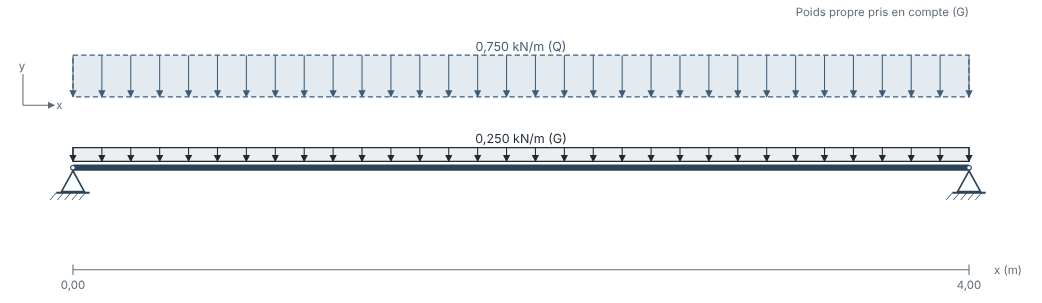 Poids propre pris en compte (G)
0,750 kN/m (Q)
y
x
0,250 kN/m (G)
x (m)
0,00
4,00